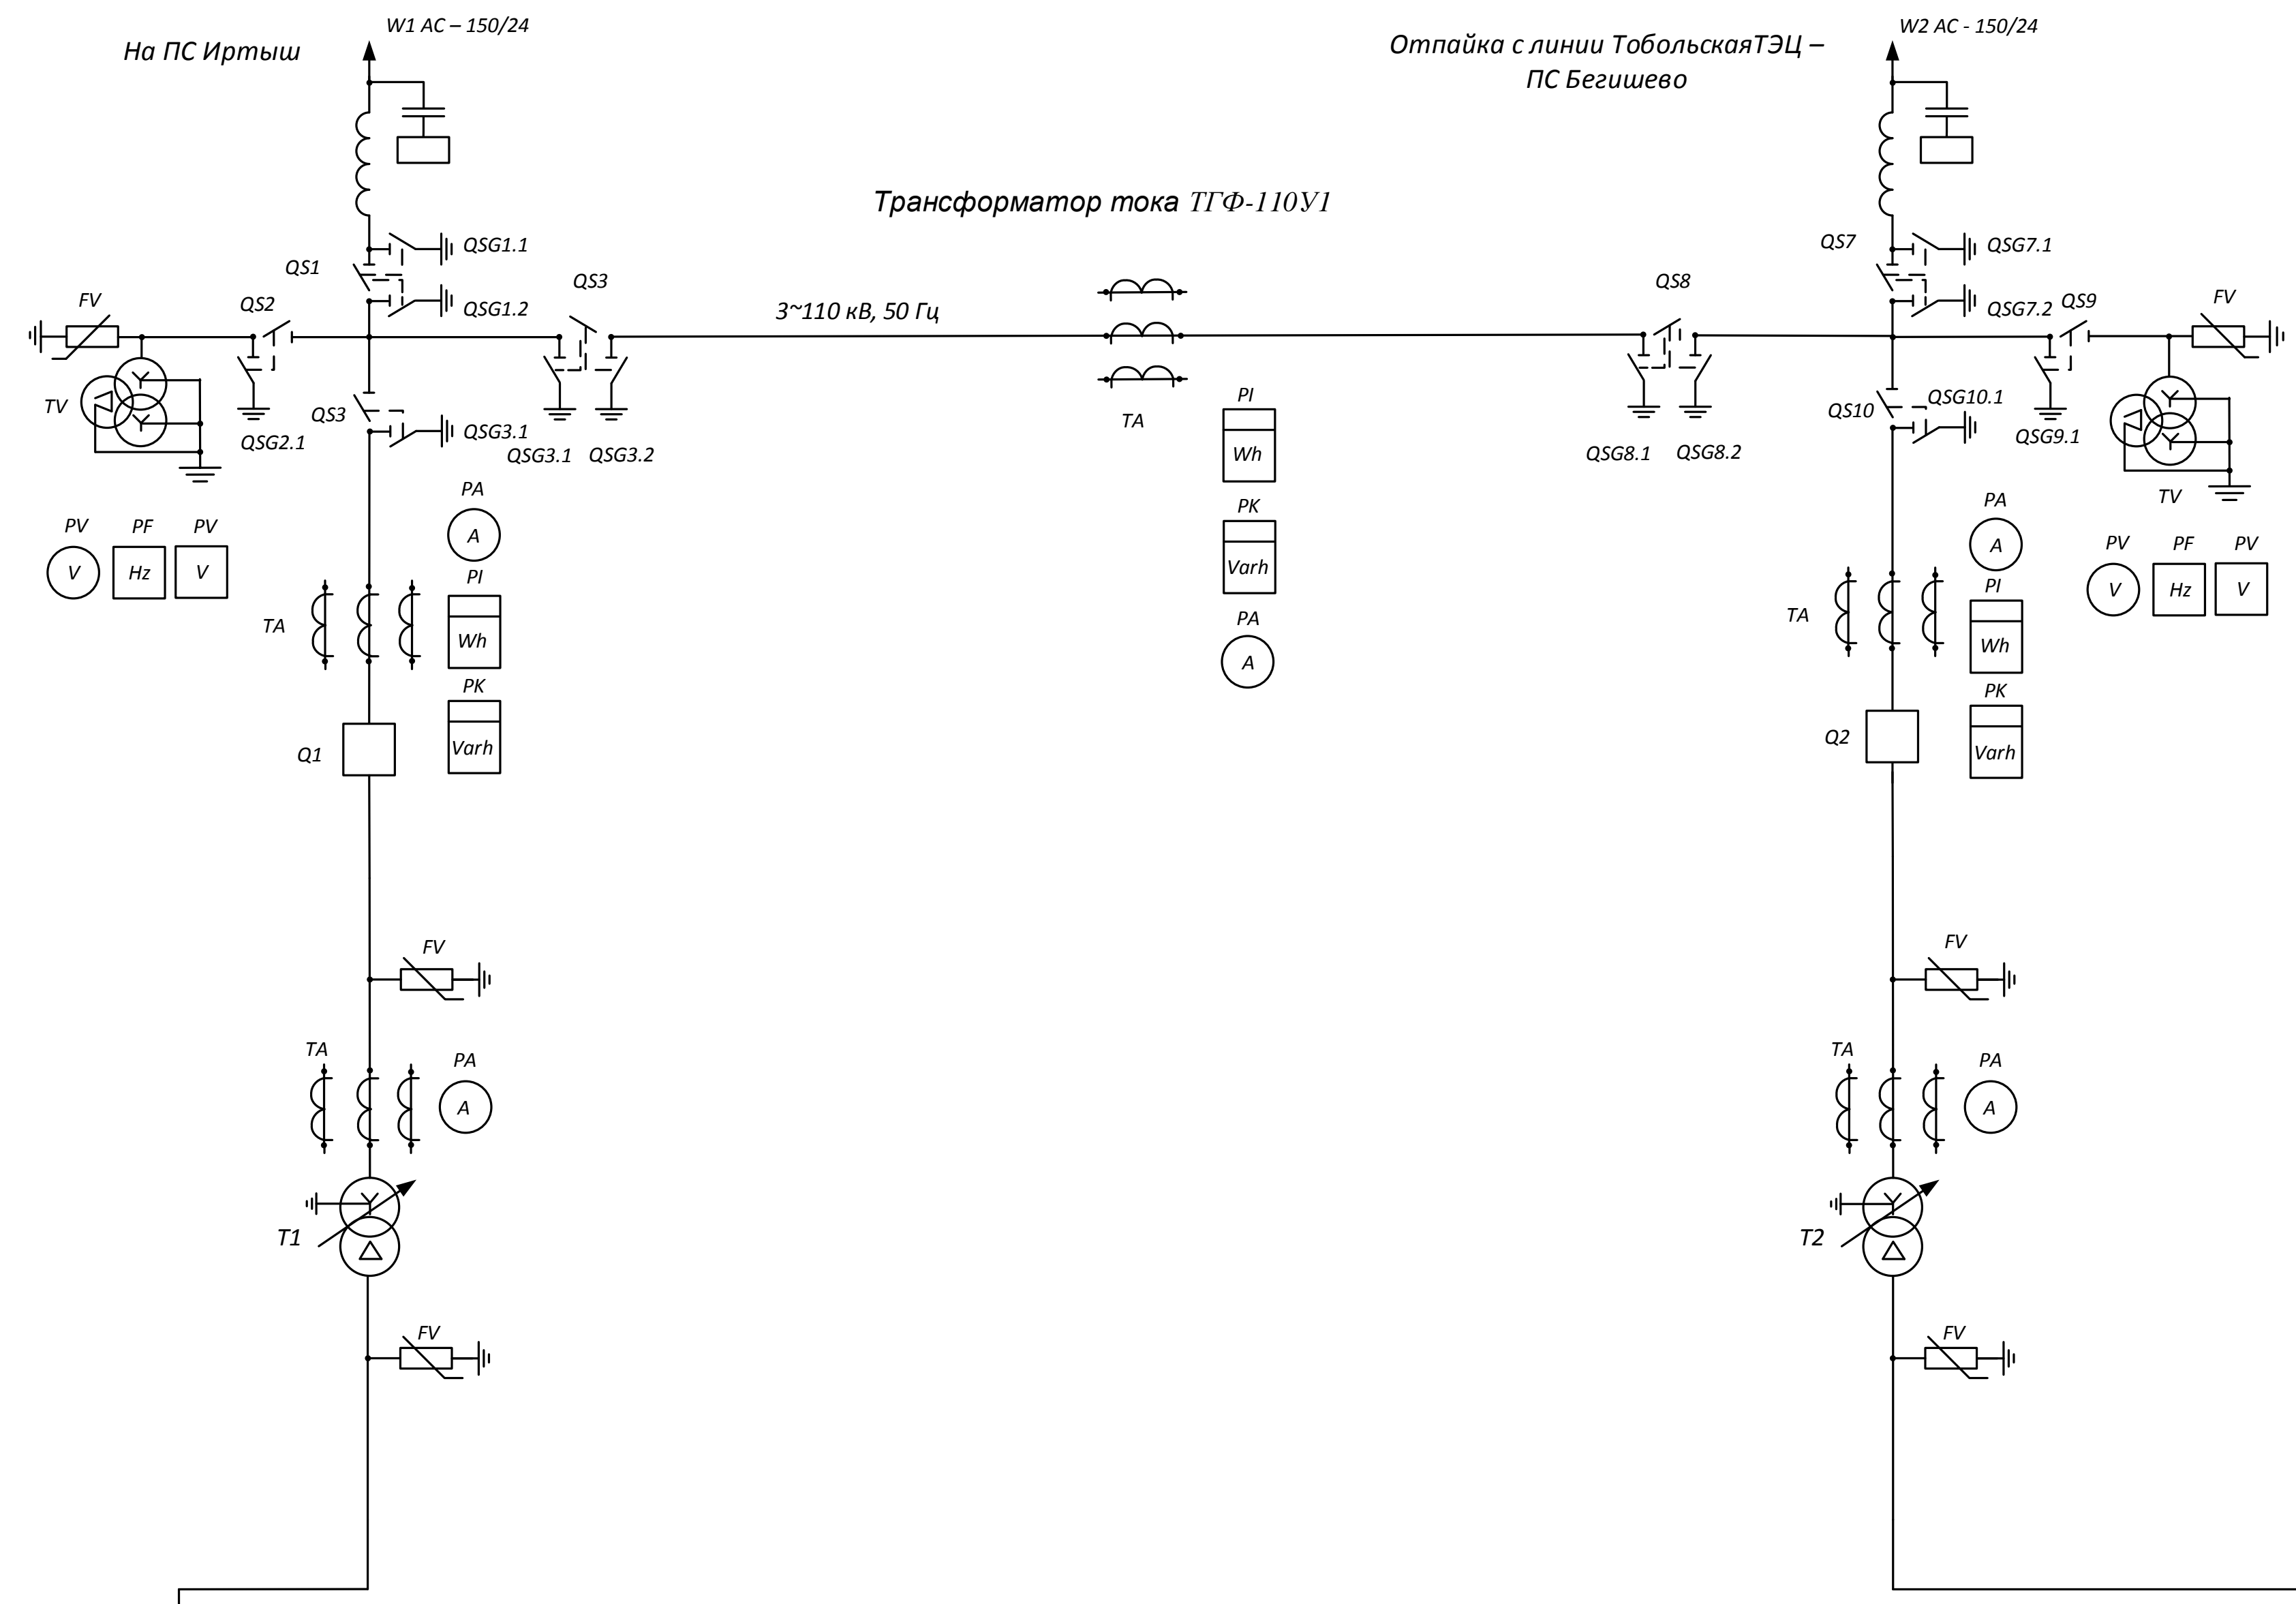 W1 АС – 150/24
W2 АС - 150/24
На ПС Иртыш
Отпайка с линии ТобольскаяТЭЦ –
ПС Бегишево
Трансформатор тока ТГФ-110У1
QSG1.1
QS7
QSG7.1
QS1
QS3
QS8
FV
QS2
QSG1.2
3~110 кВ, 50 Гц
QSG7.2
QS9
FV
TV
QS3
QSG3.1
TA
PI
QS10
QSG10.1
QSG2.1
QSG3.1
QSG3.2
Wh
QSG8.1
QSG8.2
QSG9.1
PA
PK
PA
TV
PV
PF
PV
A
Varh
A
PV
PF
PV
V
Hz
V
PI
PI
V
Hz
V
TA
Wh
PA
TA
Wh
PK
A
PK
Q1
Varh
Q2
Varh
FV
FV
TA
PA
TA
PA
A
A
T1
T2
FV
FV